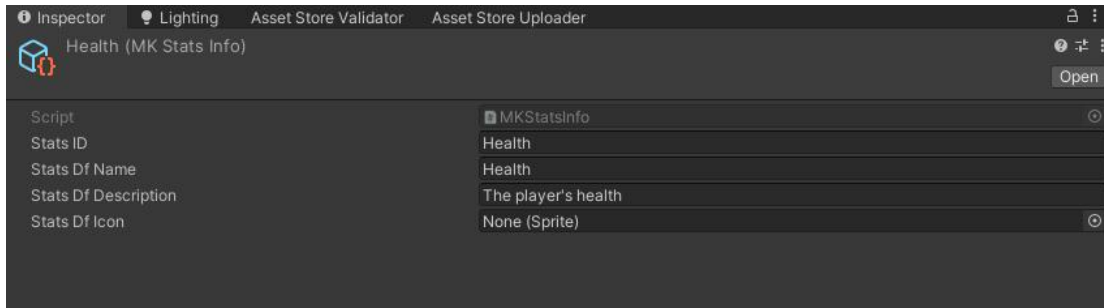 Inspector Lighting Asset Store Validator Asset Store Uploader
Health (MK Stats Info)
Open
Script MKStatsInfo
Stats ID Health
Stats Df Name Health
Stats Df Description The player's health
Stats Df Icon None (Sprite)